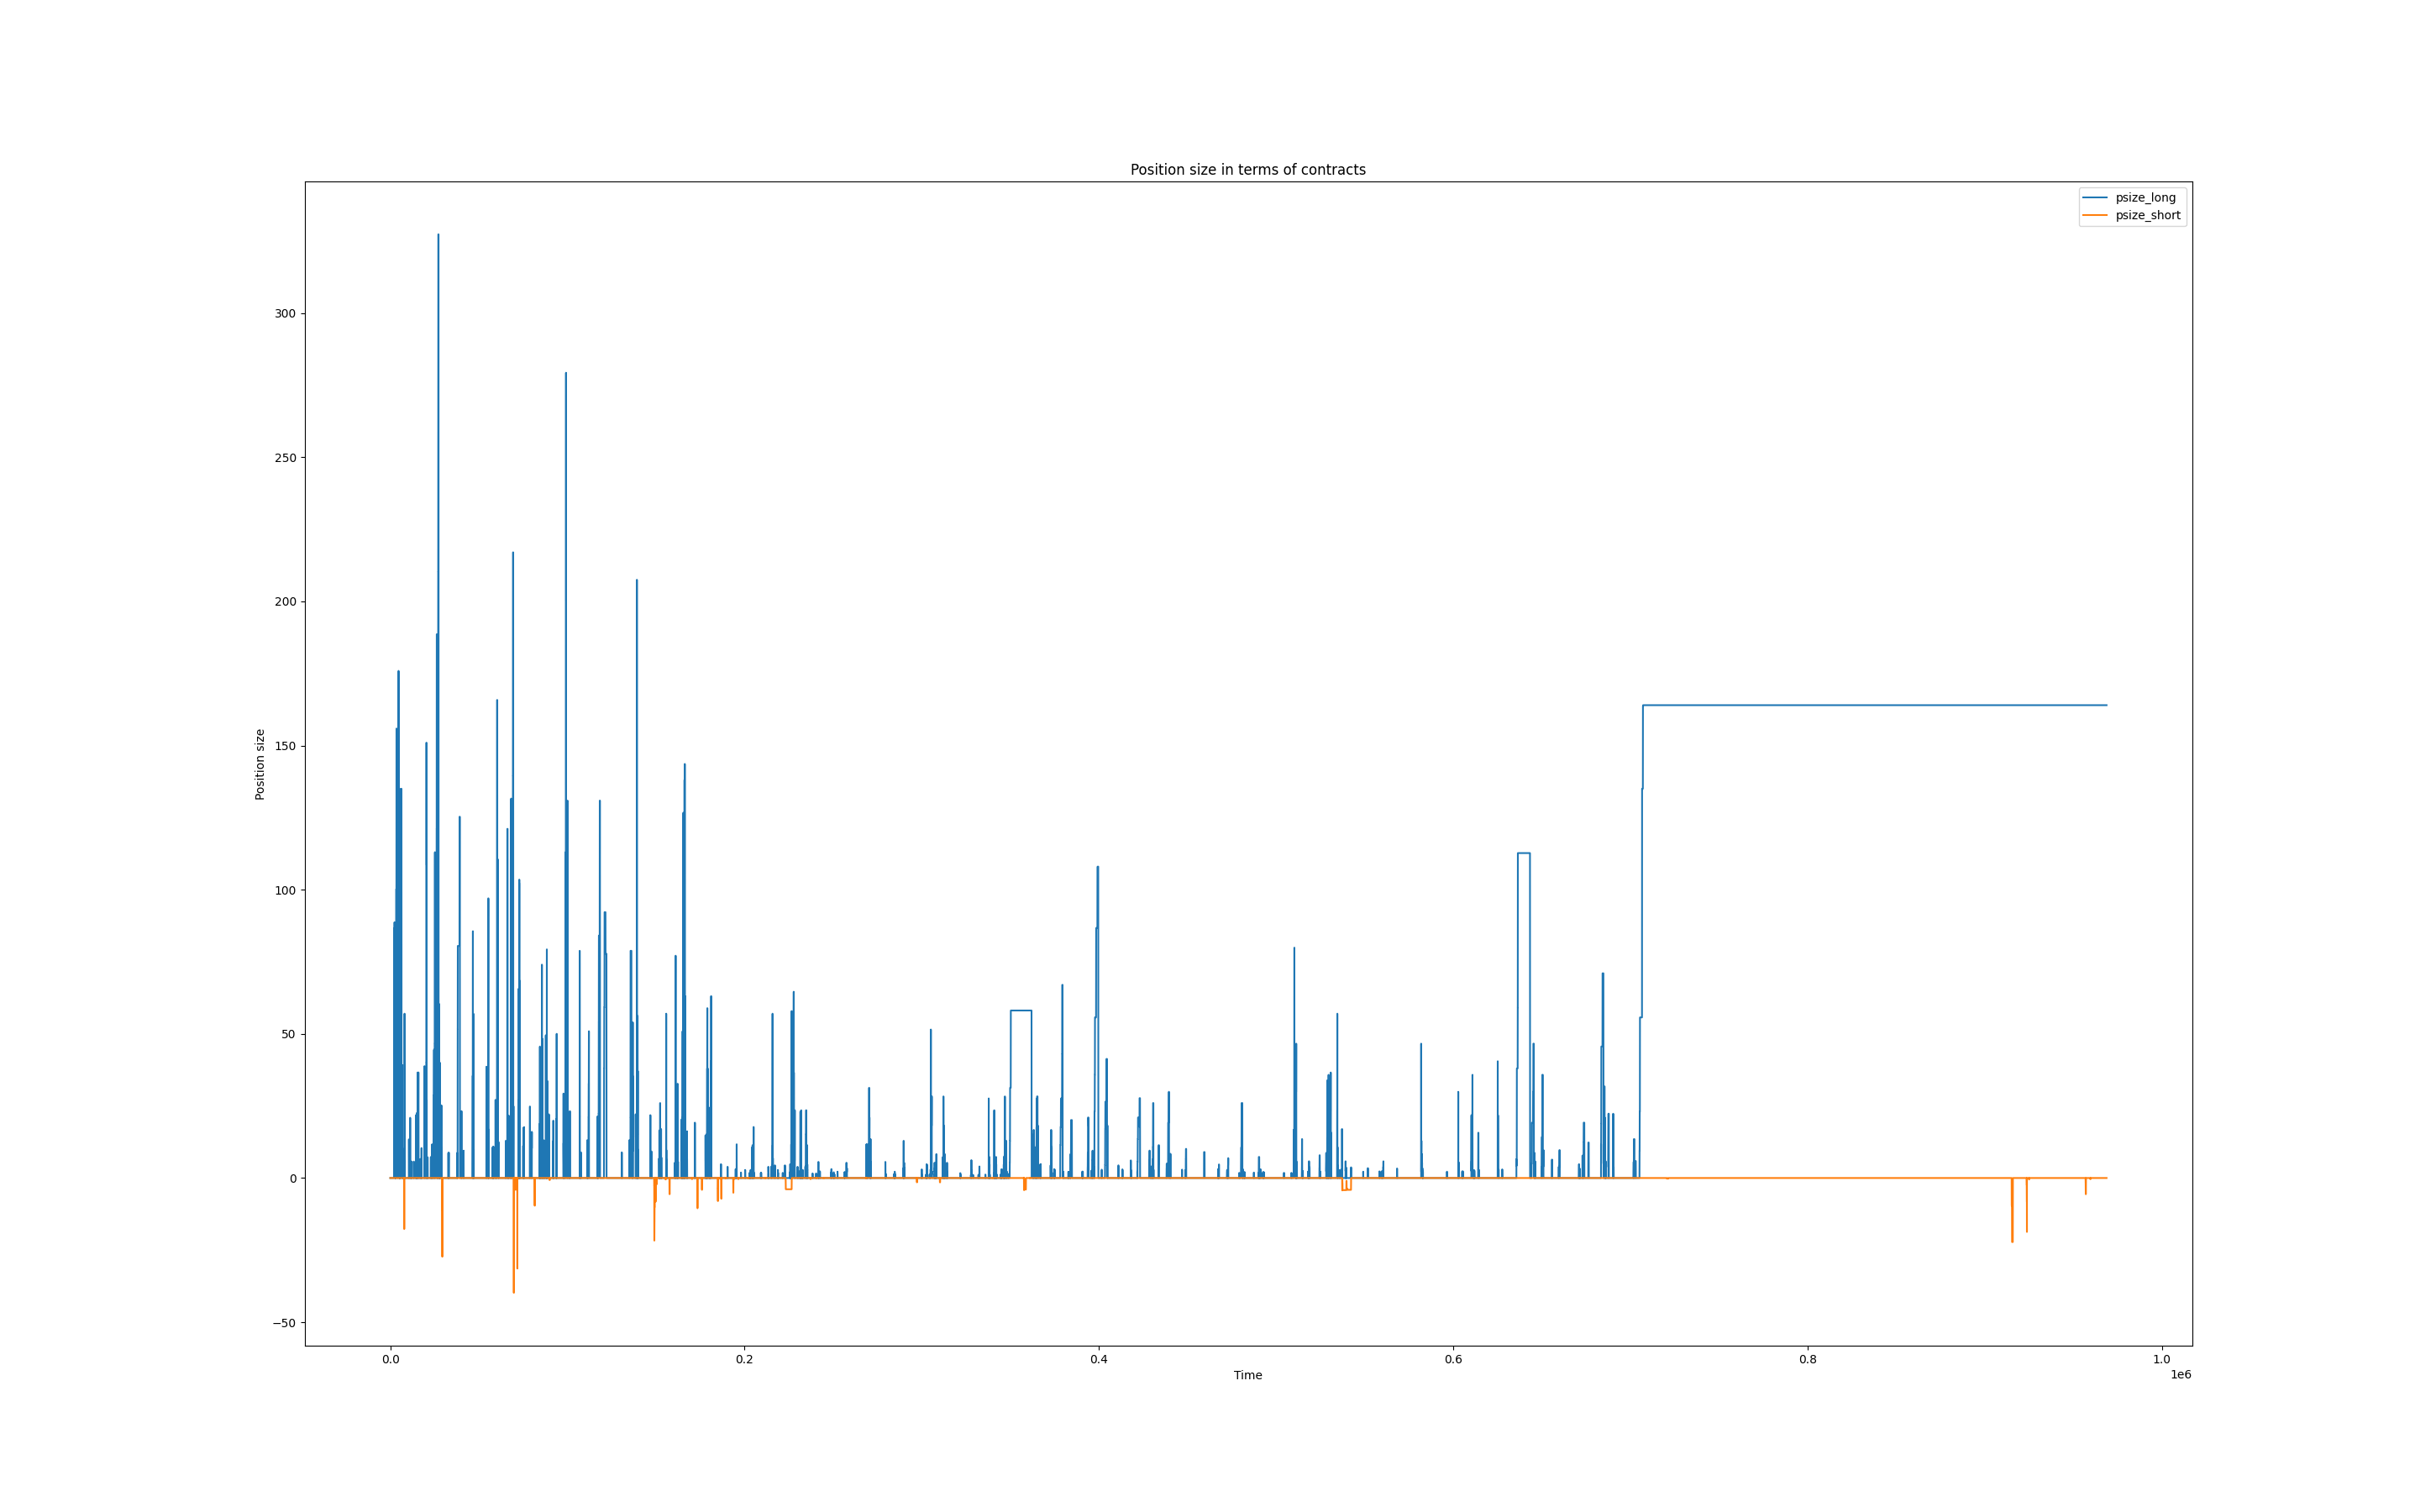 Position size in terms of contracts
psize_long
psize_short
Position size
300
250
200
150
100
50
0
−50
0.0
0.2
0.4
0.6
0.8
1.0
1e6
Time